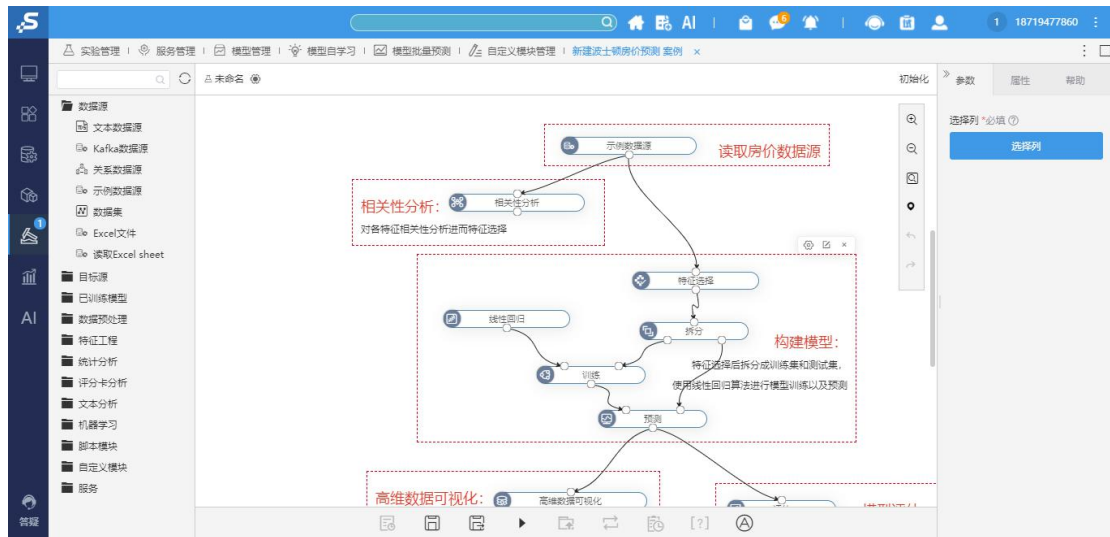 AI
6
1
18719477860
实验管理
服务管理
模型管理
模型自学习
模型批量预测
自定义模块管理
新建波士顿房价预测 案例 ×
未命名
初始化
参数
属性
帮助
数据源
文本数据源
Kafka数据源
关系数据源
示例数据源
数据集
Excel文件
读取Excel sheet
目标源
已训练模型
数据预处理
特征工程
统计分析
评分卡分析
文本分析
机器学习
脚本模块
自定义模块
服务
1
AI
答疑
示例数据源
读取房价数据源
相关性分析：
相关性分析
对各特征相关性分析进而特征选择
特征选择
线性回归
拆分
构建模型：
特征选择后拆分成训练集和测试集，
训练
使用线性回归算法进行模型训练以及预测
预测
高维数据可视化：
高维数据可视化
选择列 *必填
选择列
[?]
A